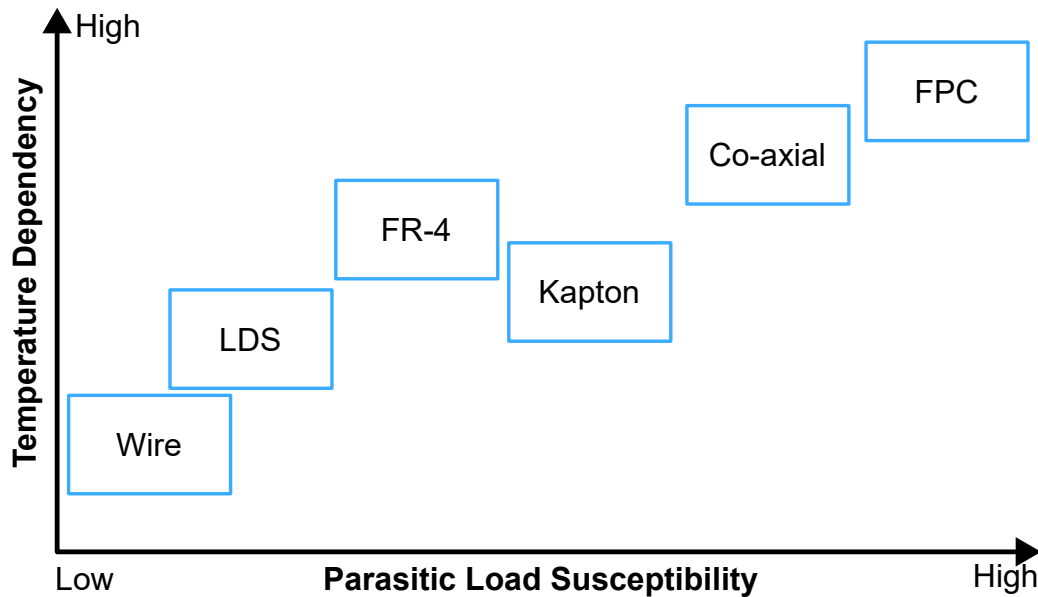 High
FPC
Co-axial
FR-4
Kapton
LDS
Wire
Temperature Dependency
Low
Parasitic Load Susceptibility
High